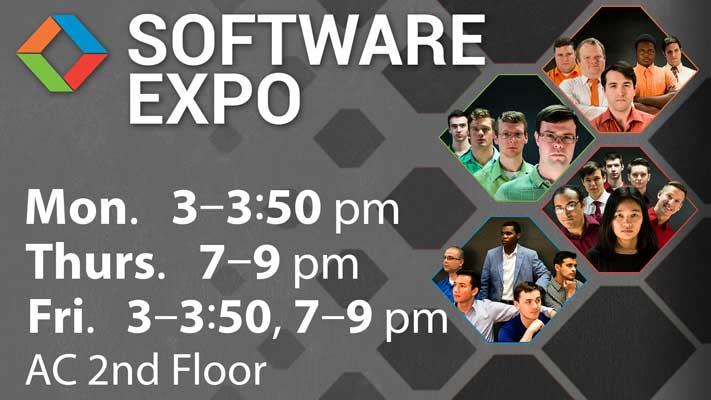 SOFTWARE
EXPO
Mon. 3–3:50 pm
Thurs. 7–9 pm
Fri. 3–3:50, 7–9 pm
AC 2nd Floor